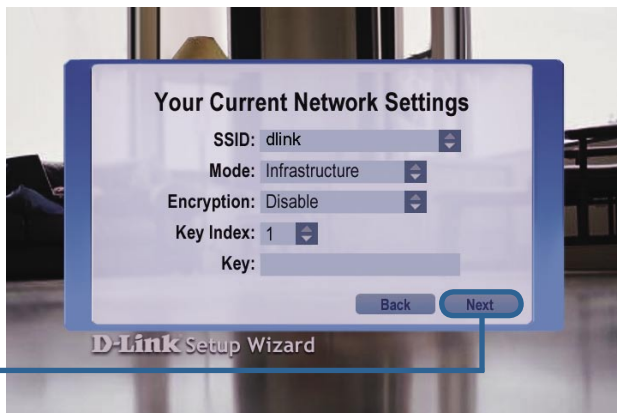 Your Current Network Settings
SSID: dlink
Mode: Infrastructure
Encryption: Disable
Key Index: 1
Key:
Back Next
D-Link Setup Wizard